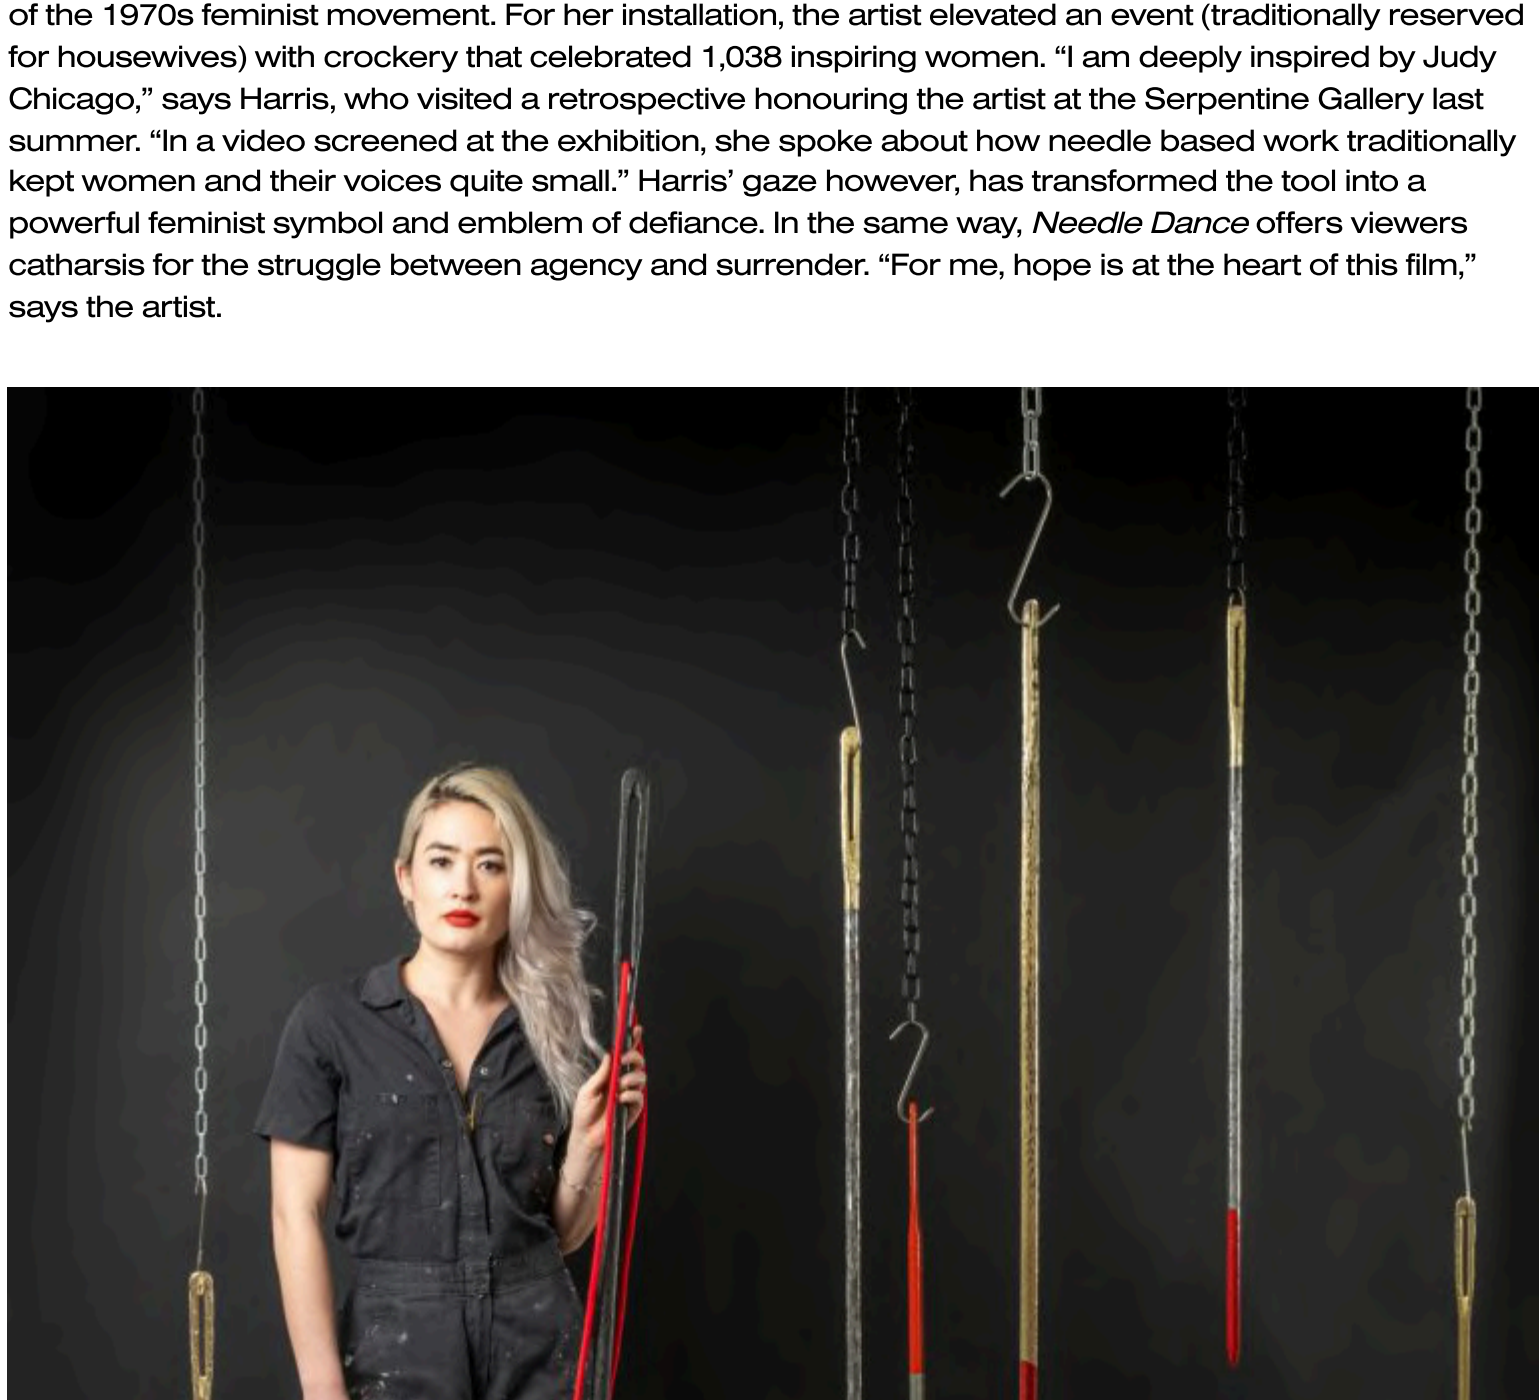 of the 1970s feminist movement. For her installation, the artist elevated an event (traditionally reserved
for housewives) with crockery that celebrated 1,038 inspiring women. “I am deeply inspired by Judy
Chicago,” says Harris, who visited a retrospective honouring the artist at the Serpentine Gallery last
summer. “In a video screened at the exhibition, she spoke about how needle based work traditionally
kept women and their voices quite small.” Harris’ gaze however, has transformed the tool into a
powerful feminist symbol and emblem of defiance. In the same way, Needle Dance offers viewers
catharsis for the struggle between agency and surrender. “For me, hope is at the heart of this film,”
says the artist.